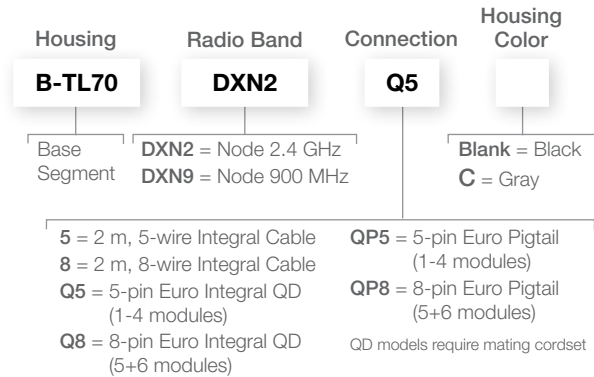 Housing
Radio Band
Connection
Housing
Color
B-TL70
DXN2
Q5
Base
Segment
DXN2 = Node 2.4 GHz
DXN9 = Node 900 MHz
Blank = Black
C = Gray
5 = 2 m, 5-wire Integral Cable
8 = 2 m, 8-wire Integral Cable
Q5 = 5-pin Euro Integral QD
(1-4 modules)
Q8 = 8-pin Euro Integral QD
(5+6 modules)
QP5 = 5-pin Euro Pigtail
(1-4 modules)
QP8 = 8-pin Euro Pigtail
(5+6 modules)
QD models require mating cordset